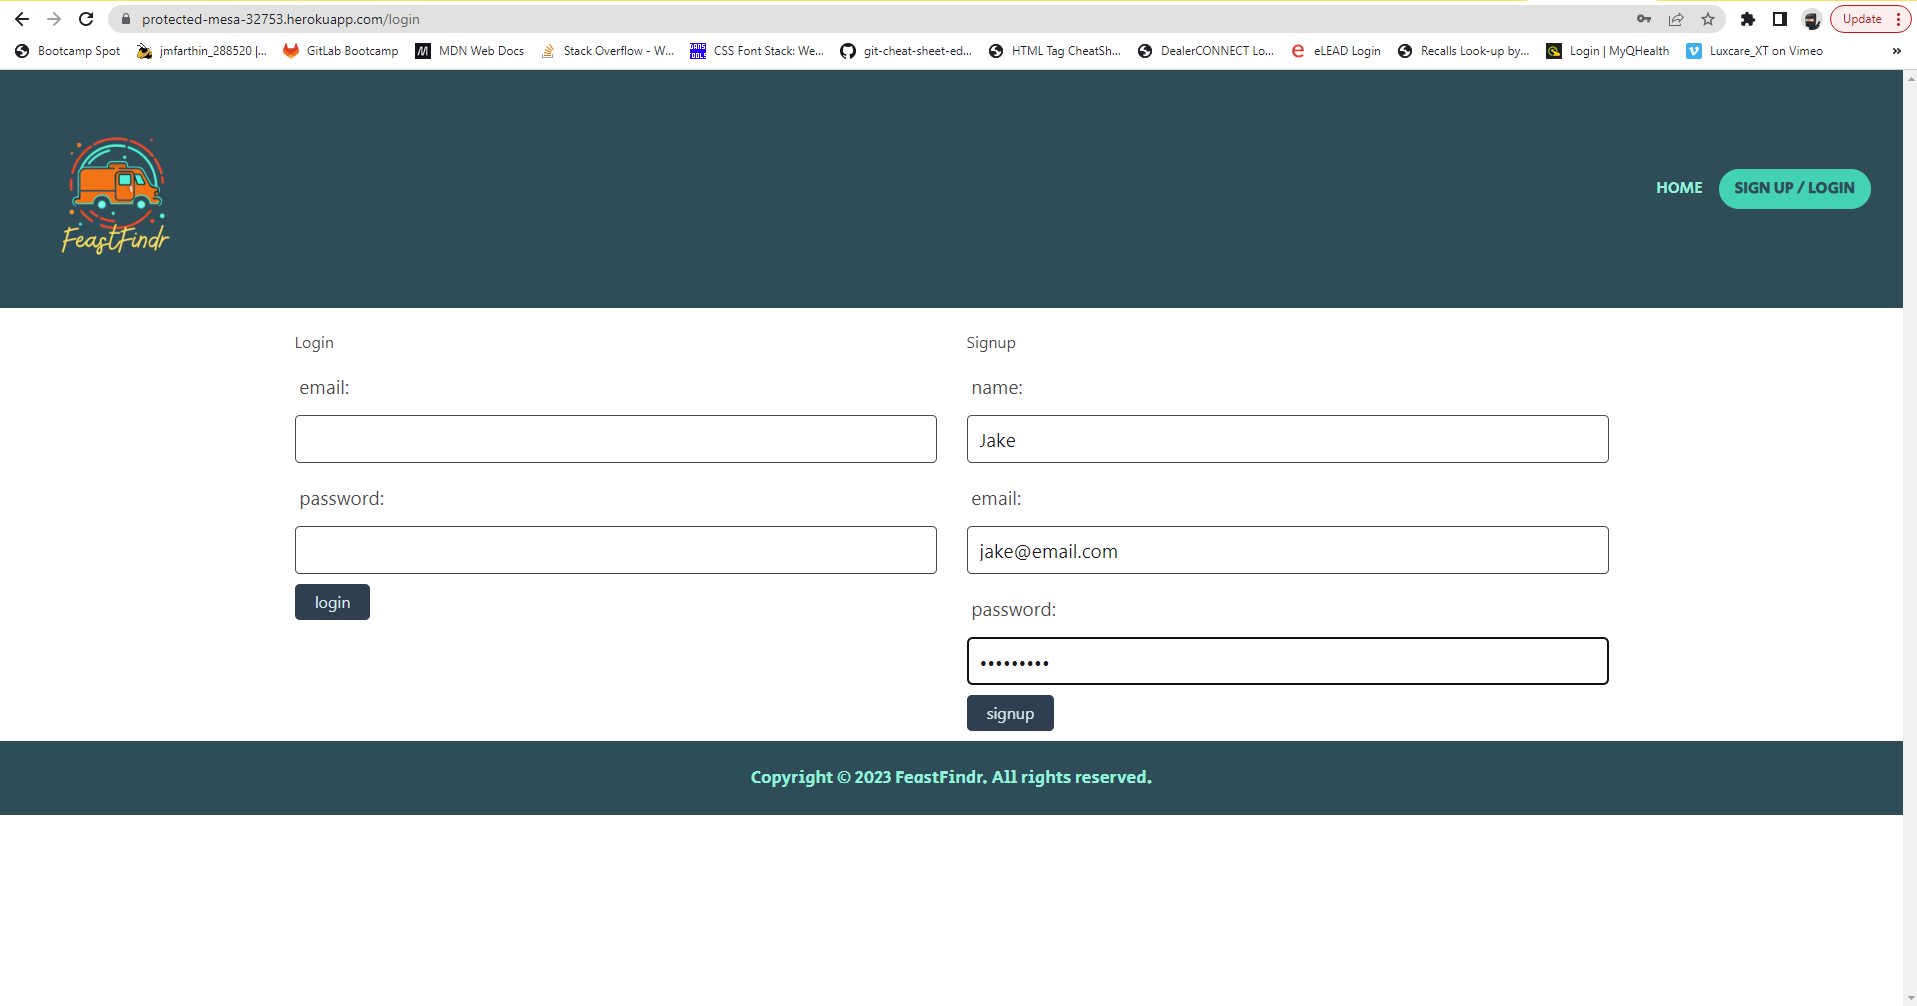 protected-mesa-32753.herokuapp.com/login
Update
Bootcamp Spot
jmfarthin_288520 |...
GitLab Bootcamp
MDN Web Docs
Stack Overflow - W...
CSS Font Stack: We...
git-cheat-sheet-ed...
HTML Tag CheatSh...
DealerCONNECT Lo...
eLEAD Login
Recalls Look-up by...
Login | MyQHealth
Luxcare_XT on Vimeo
»
FeastFindr
HOME
SIGN UP / LOGIN
Login
email:
password:
login
Signup
name:
Jake
email:
jake@email.com
password:
•••••••••
signup
Copyright © 2023 FeastFindr. All rights reserved.